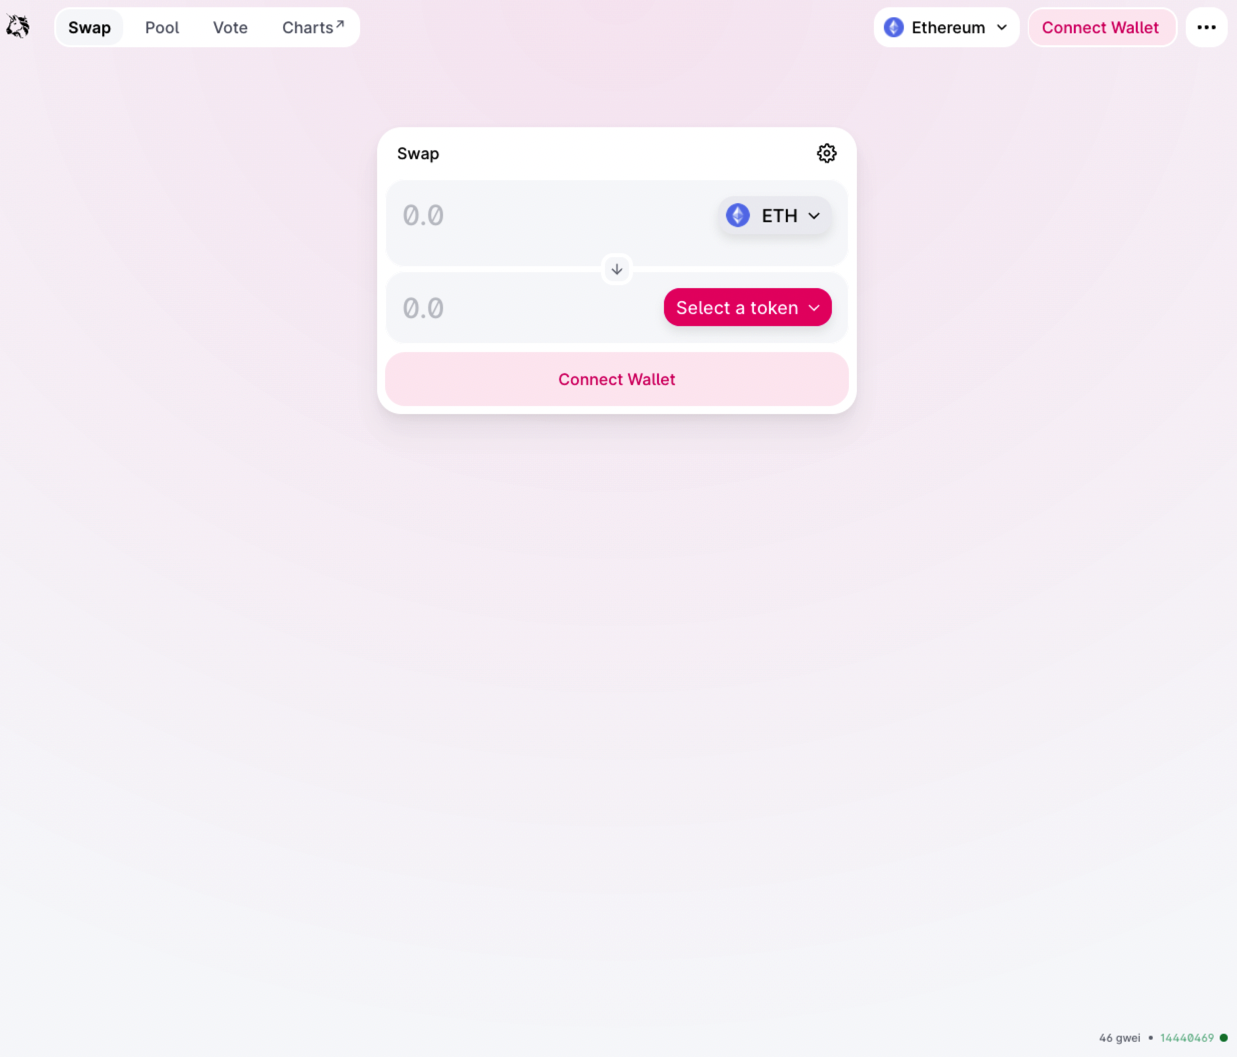 Swap Pool Vote Charts↗ Ethereum Connect Wallet
Swap
0.0 ETH
0.0 Select a token
Connect Wallet
46 gwei • 14440469